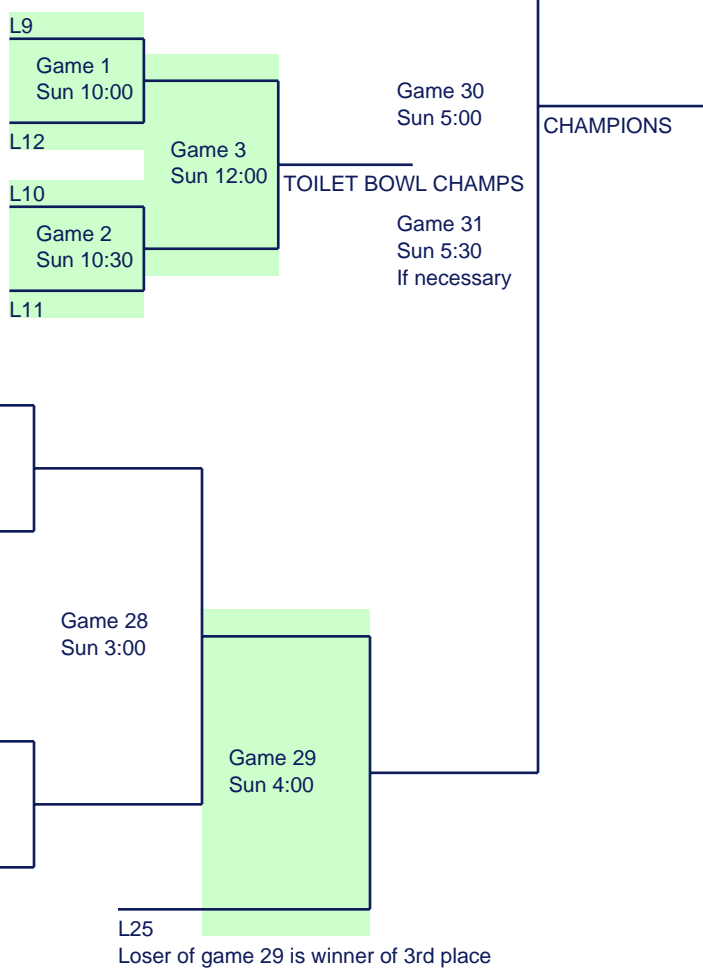 L9
Game 1
Sun 10:00
L12
Game 3
Sun 12:00
L10
Game 2
Sun 10:30
L11
TOILET BOWL CHAMPS
Game 30
Sun 5:00
CHAMPIONS
Game 31
Sun 5:30
If necessary
Game 28
Sun 3:00
Game 29
Sun 4:00
L25
Loser of game 29 is winner of 3rd place